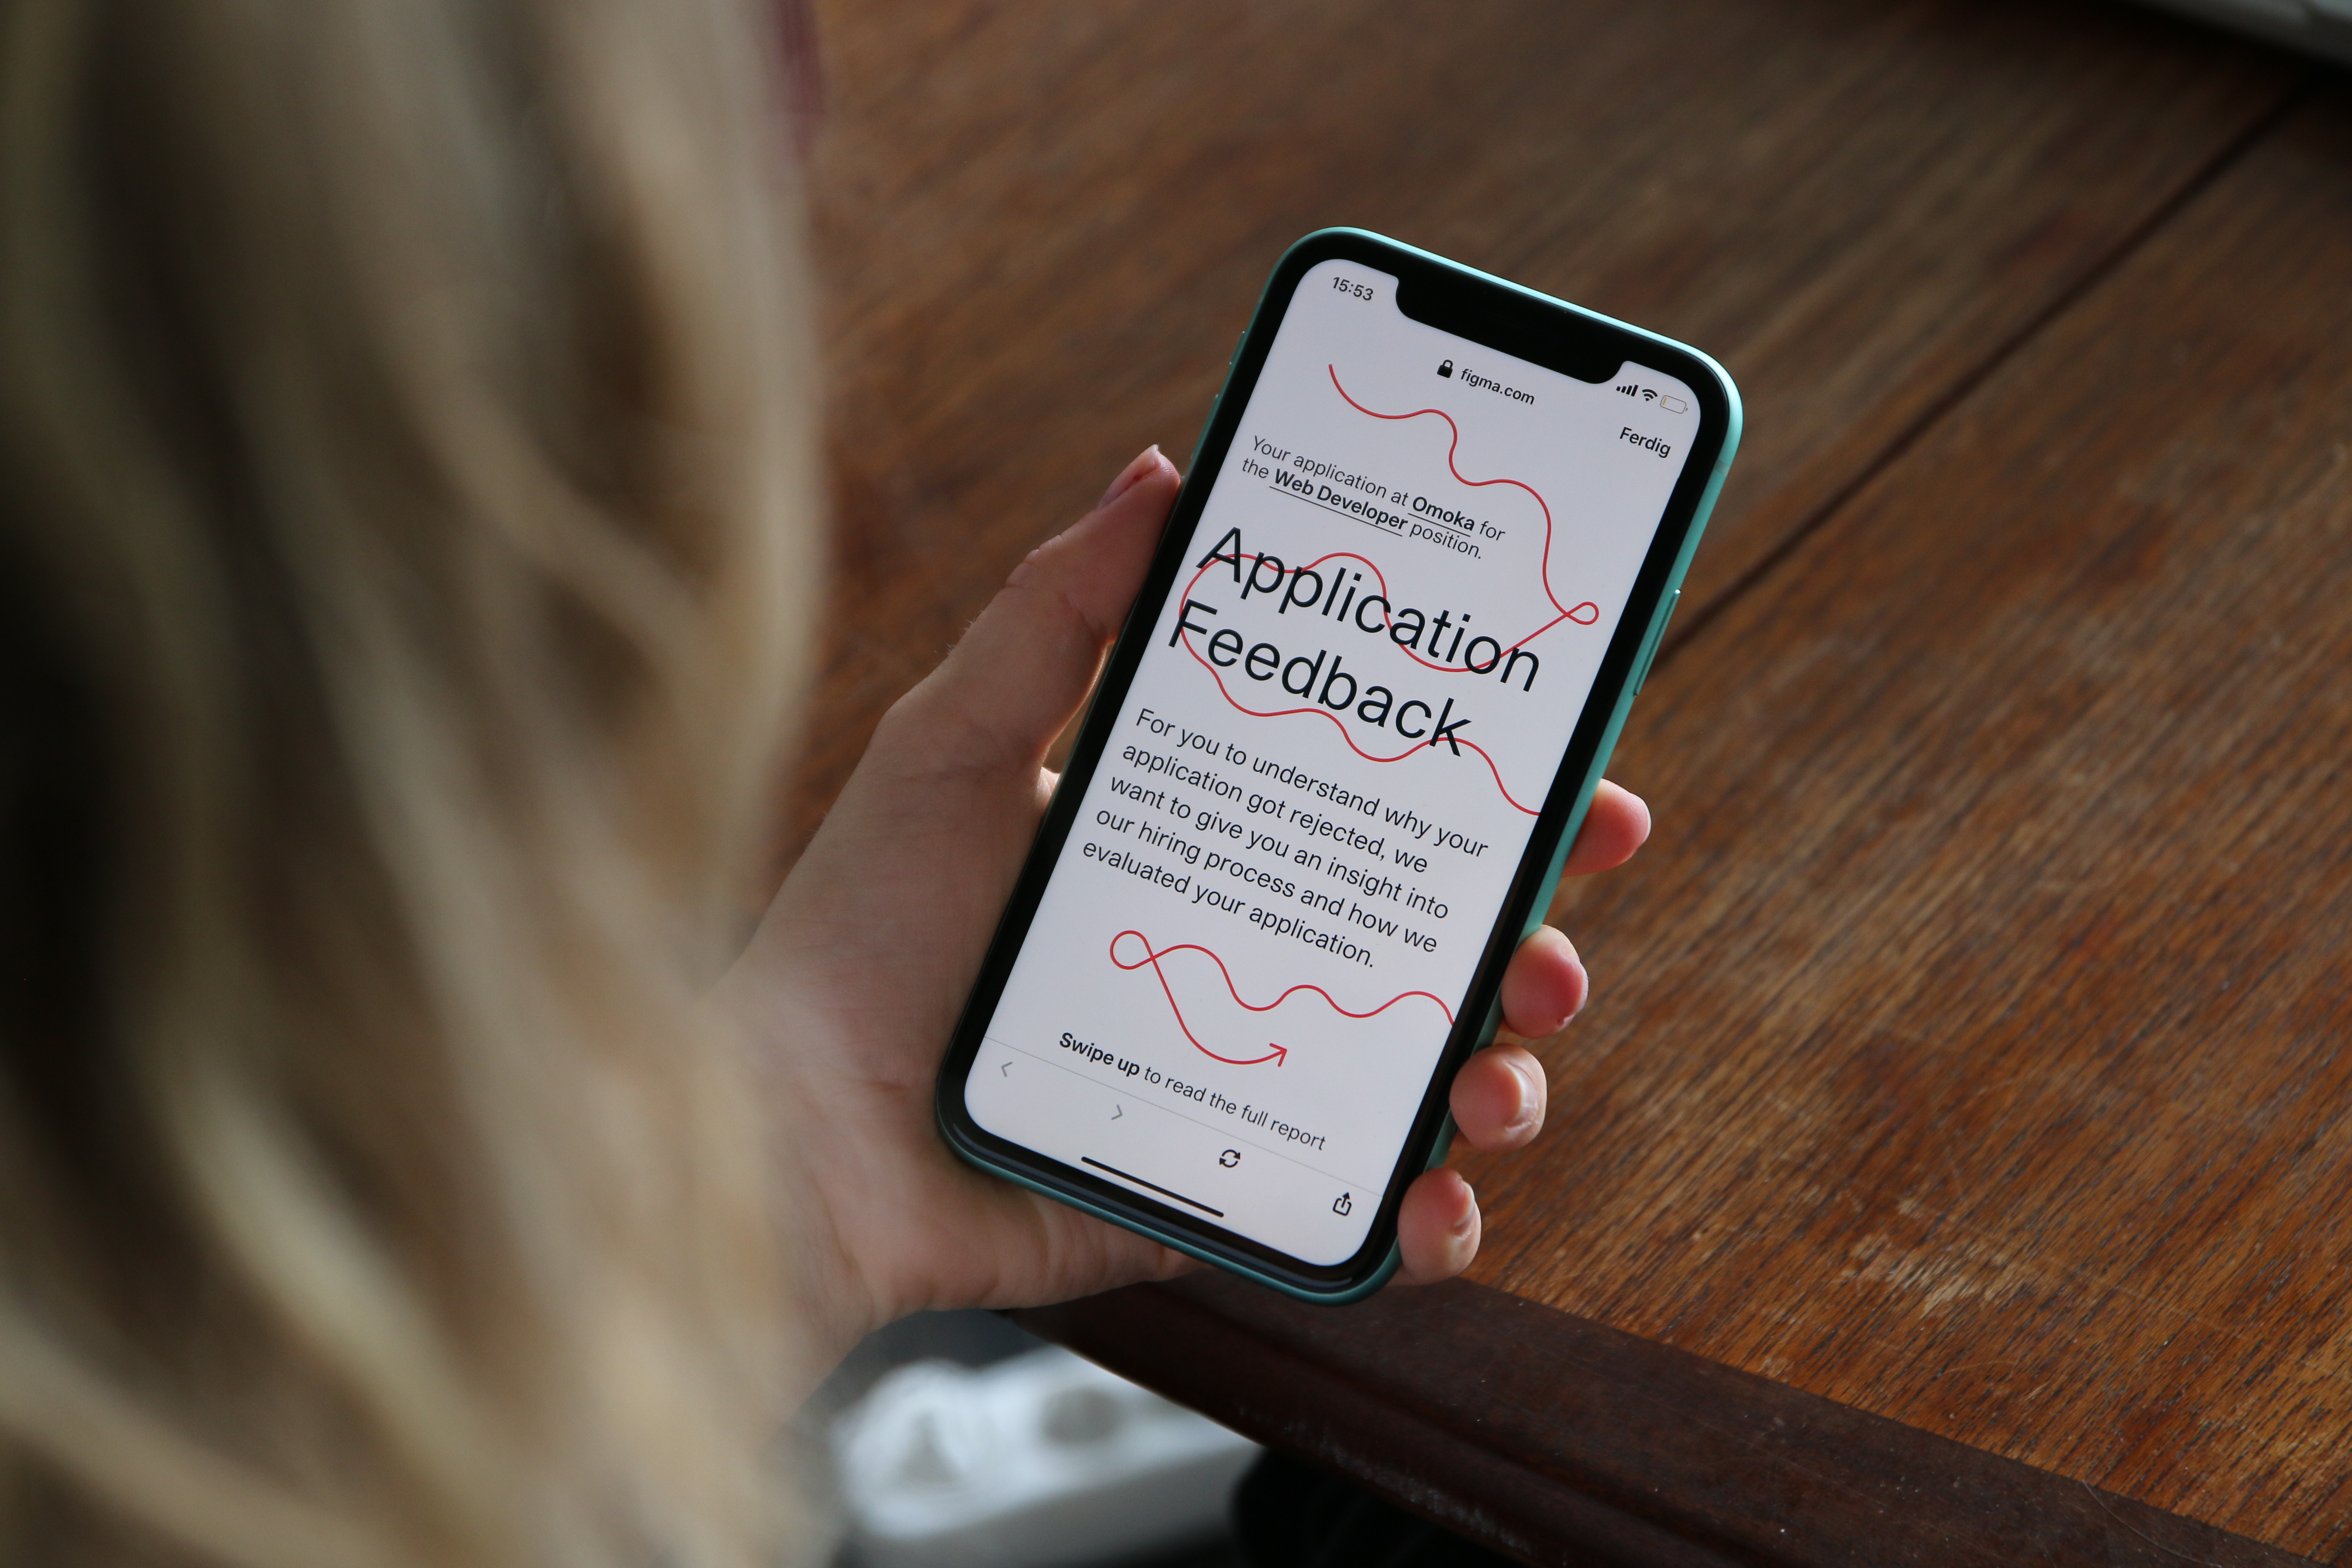 15:53
figma.com
Ferdig
Your application at Omoka for
the Web Developer position.
Application
Feedback
For you to understand why your
application got rejected, we
want to give you an insight into
our hiring process and how we
evaluated your application.
Swipe up to read the full report